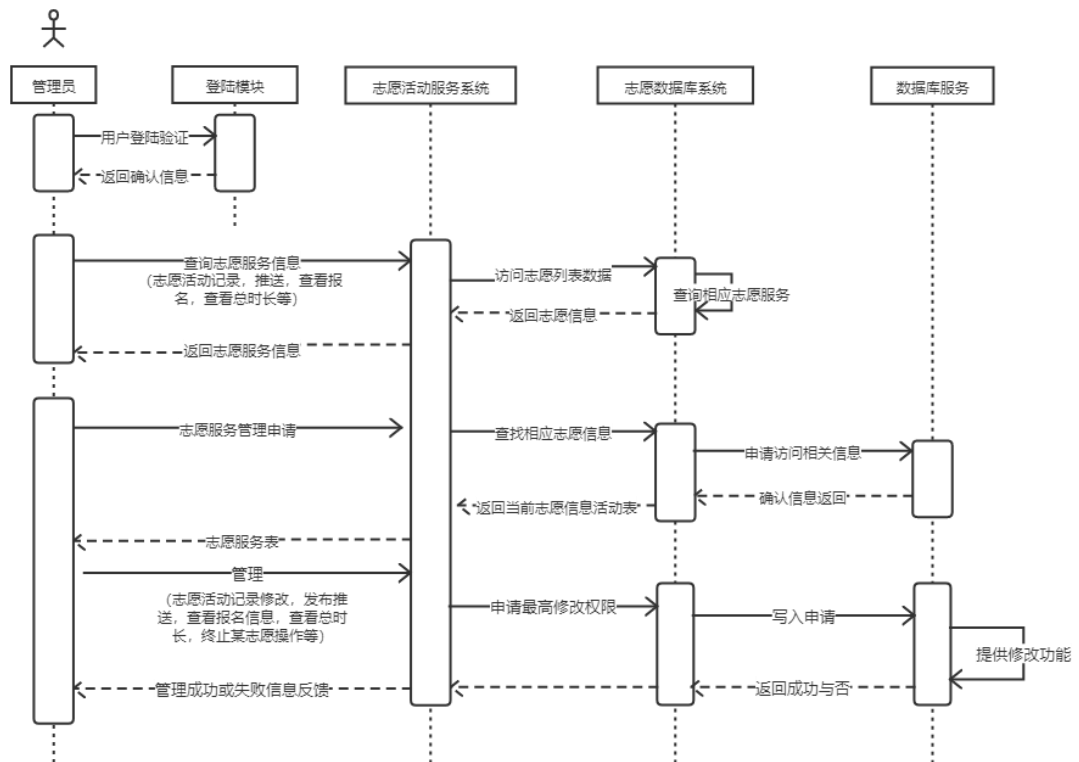 管理员
登陆模块
志愿活动服务系统
志愿数据库系统
数据库服务
用户登陆验证
返回确认信息
查询志愿服务信息
（志愿活动记录，推送，查看报
名，查看总时长等）
访问志愿列表数据
查询相应志愿服务
返回志愿信息
返回志愿服务信息
志愿服务管理申请
查找相应志愿信息
申请访问相关信息
确认信息返回
返回当前志愿信息活动表
志愿服务表
管理
（志愿活动记录修改，发布推
送，查看报名信息，查看总时
长，终止某志愿操作等）
申请最高修改权限
写入申请
提供修改功能
返回成功与否
管理成功或失败信息反馈